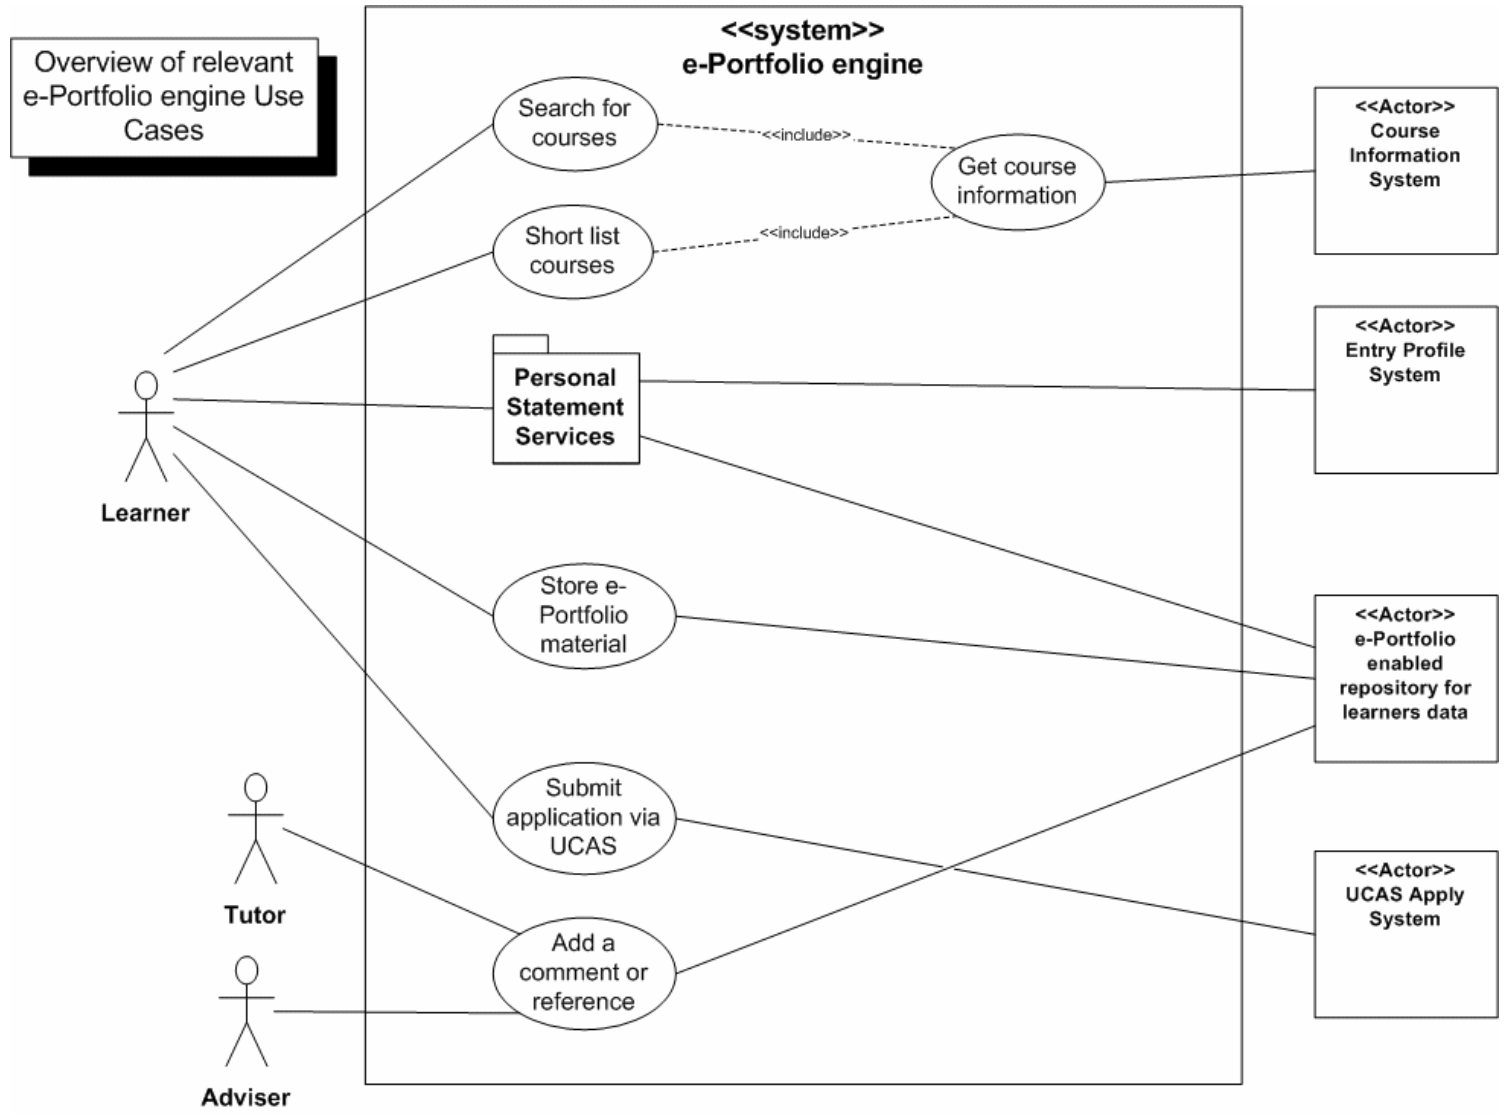 Overview of relevant
e-Portfolio engine Use
Cases
<<system>>
e-Portfolio engine
Search for
courses
<<include>>
Get course
information
<<Actor>>
Course
Information
System
Short list
courses
<<include>>
Personal
Statement
Services
<<Actor>>
Entry Profile
System
Learner
Store e-
Portfolio
material
<<Actor>>
e-Portfolio
enabled
repository for
learners data
Submit
application via
UCAS
<<Actor>>
UCAS Apply
System
Tutor
Add a
comment or
reference
Adviser